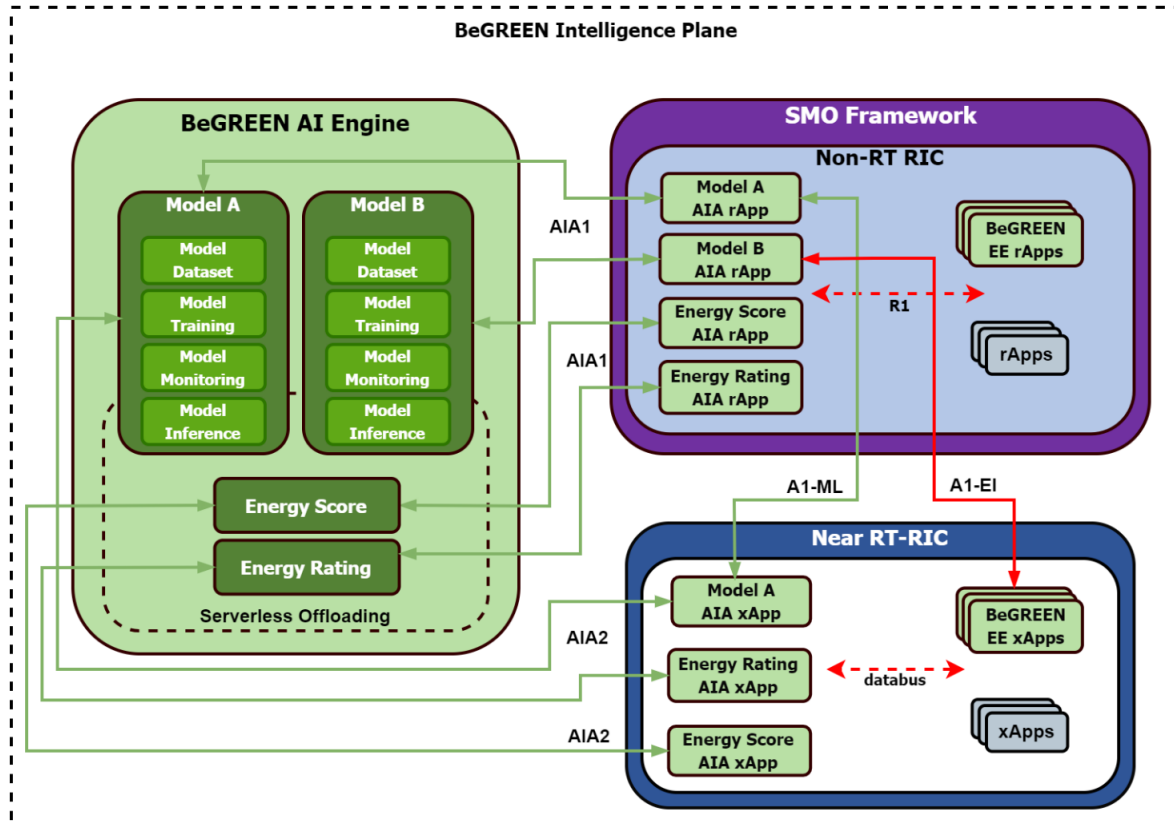 BeGREEN Intelligence Plane
BeGREEN AI Engine
Model A
Model
Dataset
Model
Training
Model
Monitoring
Model
Inference
Model B
Model
Dataset
Model
Training
Model
Monitoring
Model
Inference
Energy Score
Energy Rating
Serverless Offloading
AIA1
AIA1
AIA2
AIA2
SMO Framework
Non-RT RIC
Model A
AIA rApp
Model B
AIA rApp
Energy Score
AIA rApp
Energy Rating
AIA rApp
R1
BeGREEN
EE rApps
rApps
A1-ML
A1-EI
Near RT-RIC
Model A
AIA xApp
Energy Rating
AIA xApp
Energy Score
AIA xApp
databus
BeGREEN
EE xApps
xApps